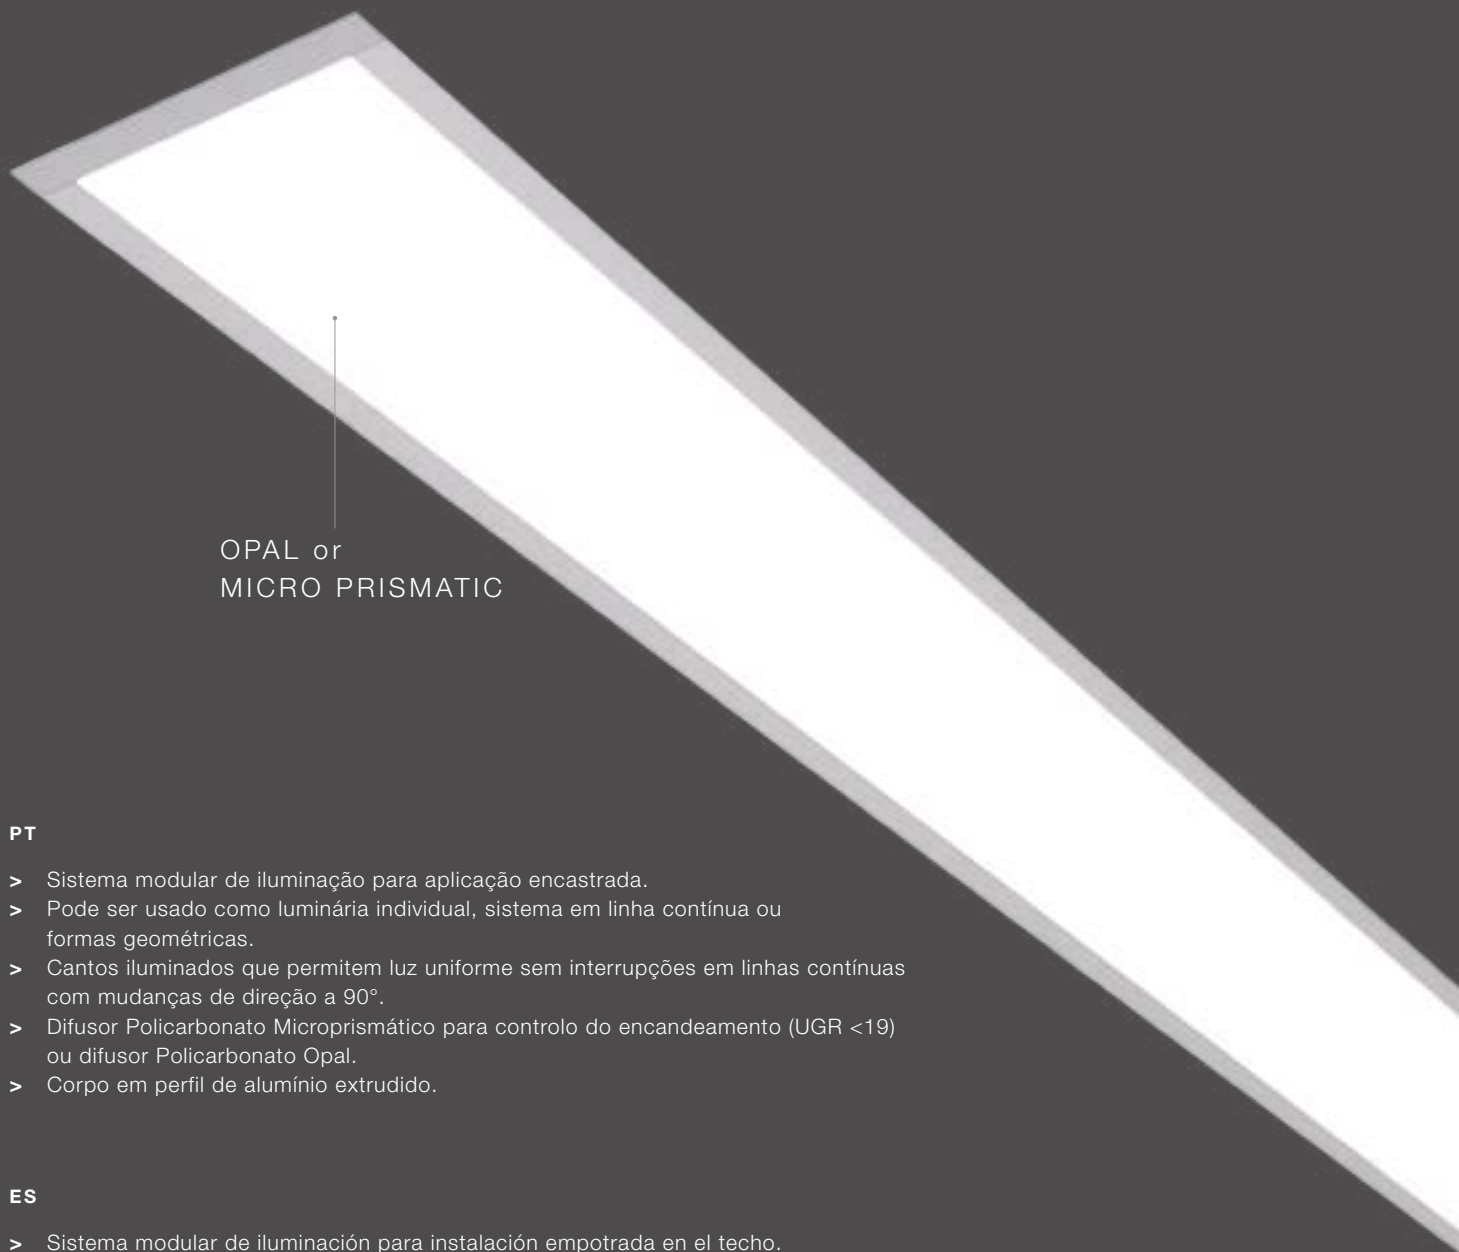 OPAL or
MICRO PRISMATIC
PT
> Sistema modular de iluminação para aplicação encastrada.
> Pode ser usado como luminária individual, sistema em linha contínua ou
formas geométricas.
> Cantos iluminados que permitem luz uniforme sem interrupções em linhas contínuas
com mudanças de direção a 90°.
> Difusor Policarbonato Microprismático para controlo do encandeamento (UGR <19)
ou difusor Policarbonato Opal.
> Corpo em perfil de alumínio extrudido.
ES
> Sistema modular de iluminación para instalación empotrada en el techo.